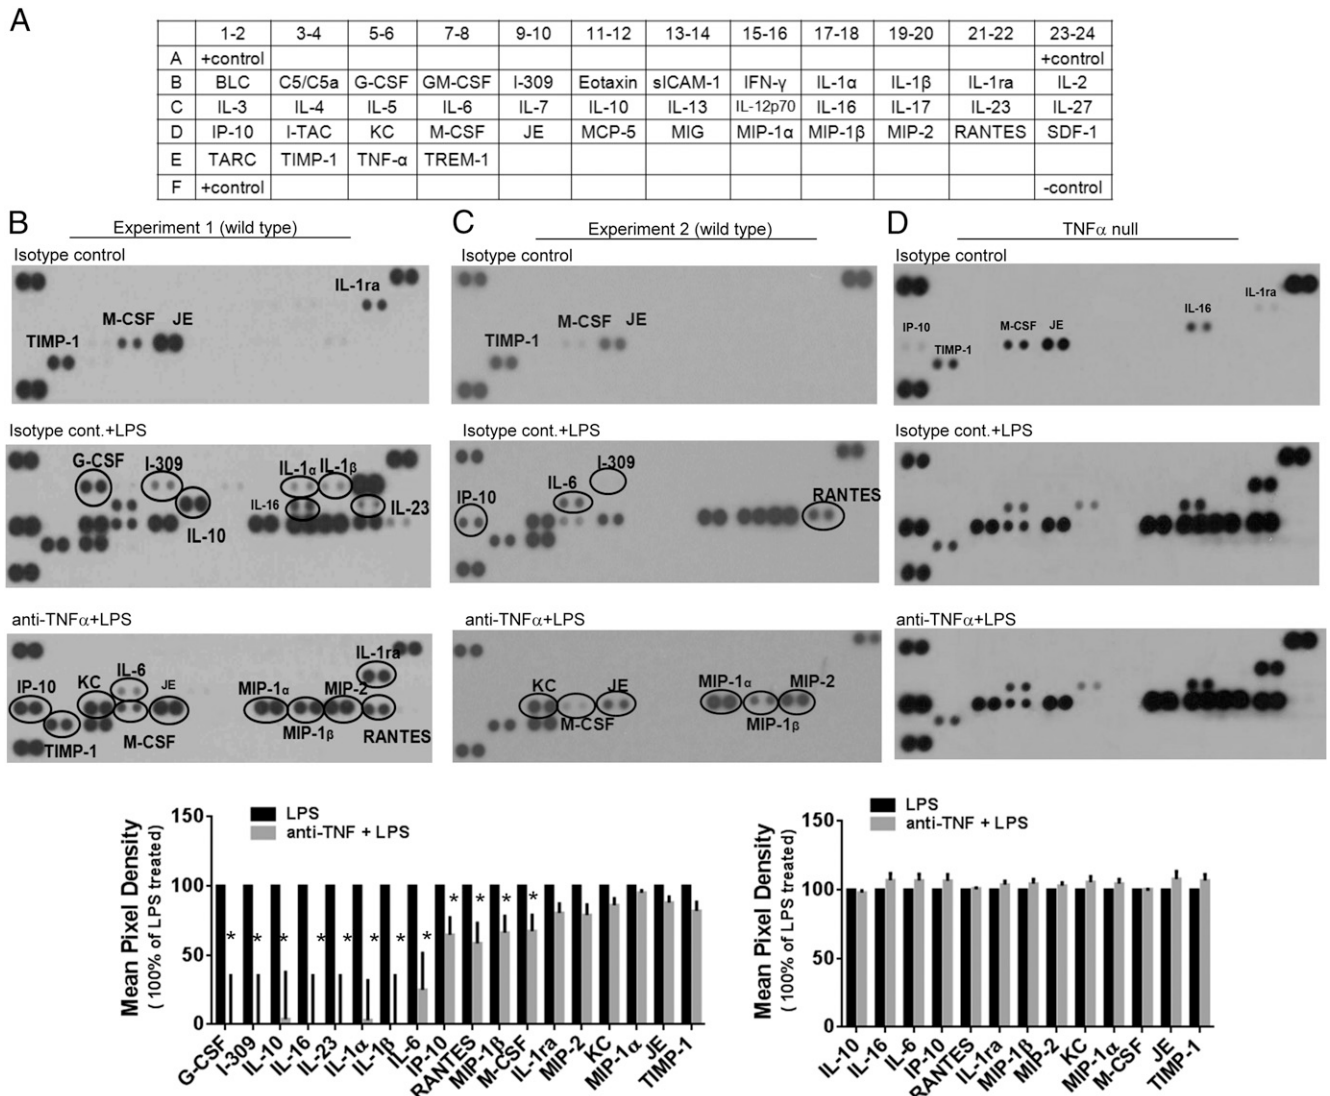 A
1-2 3-4 5-6 7-8 9-10 11-12 13-14 15-16 17-18 19-20 21-22 23-24
A +control +control
B BLC C5/C5a G-CSF GM-CSF I-309 Eotaxin sICAM-1 IFN-γ IL-1α IL-1β IL-1ra IL-2
C IL-3 IL-4 IL-5 IL-6 IL-7 IL-10 IL-13 IL-12p70 IL-16 IL-17 IL-23 IL-27
D IP-10 I-TAC KC M-CSF JE MCP-5 MIG MIP-1α MIP-1β MIP-2 RANTES SDF-1
E TARC TIMP-1 TNF-α TREM-1
F +control -control
B
Experiment 1 (wild type)
Isotype control
IL-1ra
M-CSF JE
TIMP-1
Isotype cont.+LPS
G-CSF I-309 IL-1α IL-1β
IL-16 IL-23
IL-10
anti-TNFα+LPS
IL-1ra
IL-6
IP-10 KC JE MIP-1α MIP-2
TIMP-1 M-CSF MIP-1β RANTES
C
Experiment 2 (wild type)
Isotype control
M-CSF JE
TIMP-1
Isotype cont.+LPS
I-309
IL-6
IP-10 RANTES
anti-TNFα+LPS
KC JE MIP-1α MIP-2
M-CSF MIP-1β
D
TNFα null
Isotype control
IL-1ra
IL-16
IP-10 M-CSF JE
TIMP-1
Isotype cont.+LPS
anti-TNFα+LPS
Mean Pixel Density
( 100% of LPS treated)
150
100
50
0
LPS
anti-TNF + LPS
* * * * * * * * * * * *
G-CSF I-309 IL-10 IL-16 IL-23 IL-1α IL-1β IL-6 IP-10 RANTES MIP-1β M-CSF IL-1ra MIP-2 KC MIP-1α JE TIMP-1
Mean Pixel Density
( 100% of LPS treated)
150
100
50
0
LPS
anti-TNF + LPS
IL-10 IL-16 IL-6 IP-10 RANTES IL-1ra MIP-1β MIP-2 KC MIP-1α M-CSF JE TIMP-1